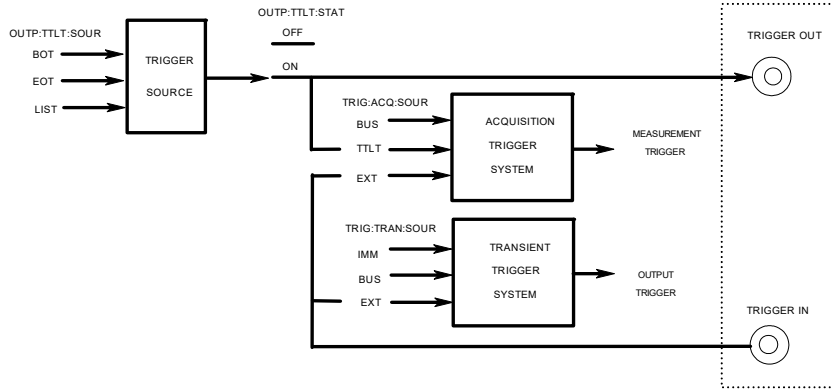 OUTP:TTLT:STAT
OFF
ON
OUTP:TTLT:SOUR
BOT
EOT
LIST
TRIGGER
SOURCE
TRIGGER OUT
TRIG:ACQ:SOUR
BUS
TTLT
EXT
ACQUISITION
TRIGGER
SYSTEM
MEASUREMENT
TRIGGER
TRIG:TRAN:SOUR
IMM
BUS
EXT
TRANSIENT
TRIGGER
SYSTEM
OUTPUT
TRIGGER
TRIGGER IN